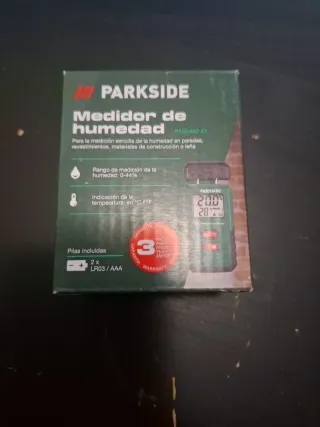 PARKSIDE
Medidor de
humedad
Para la medición sencilla de la humedad en paredes,
revestimientos, materiales de construcción o leña
Rango de medición de la
humedad: 0-44%
Indicación de la
temperatura: en °C /°F
Pilas incluidas
2 x
LR03 / AAA
3
PARKSIDE